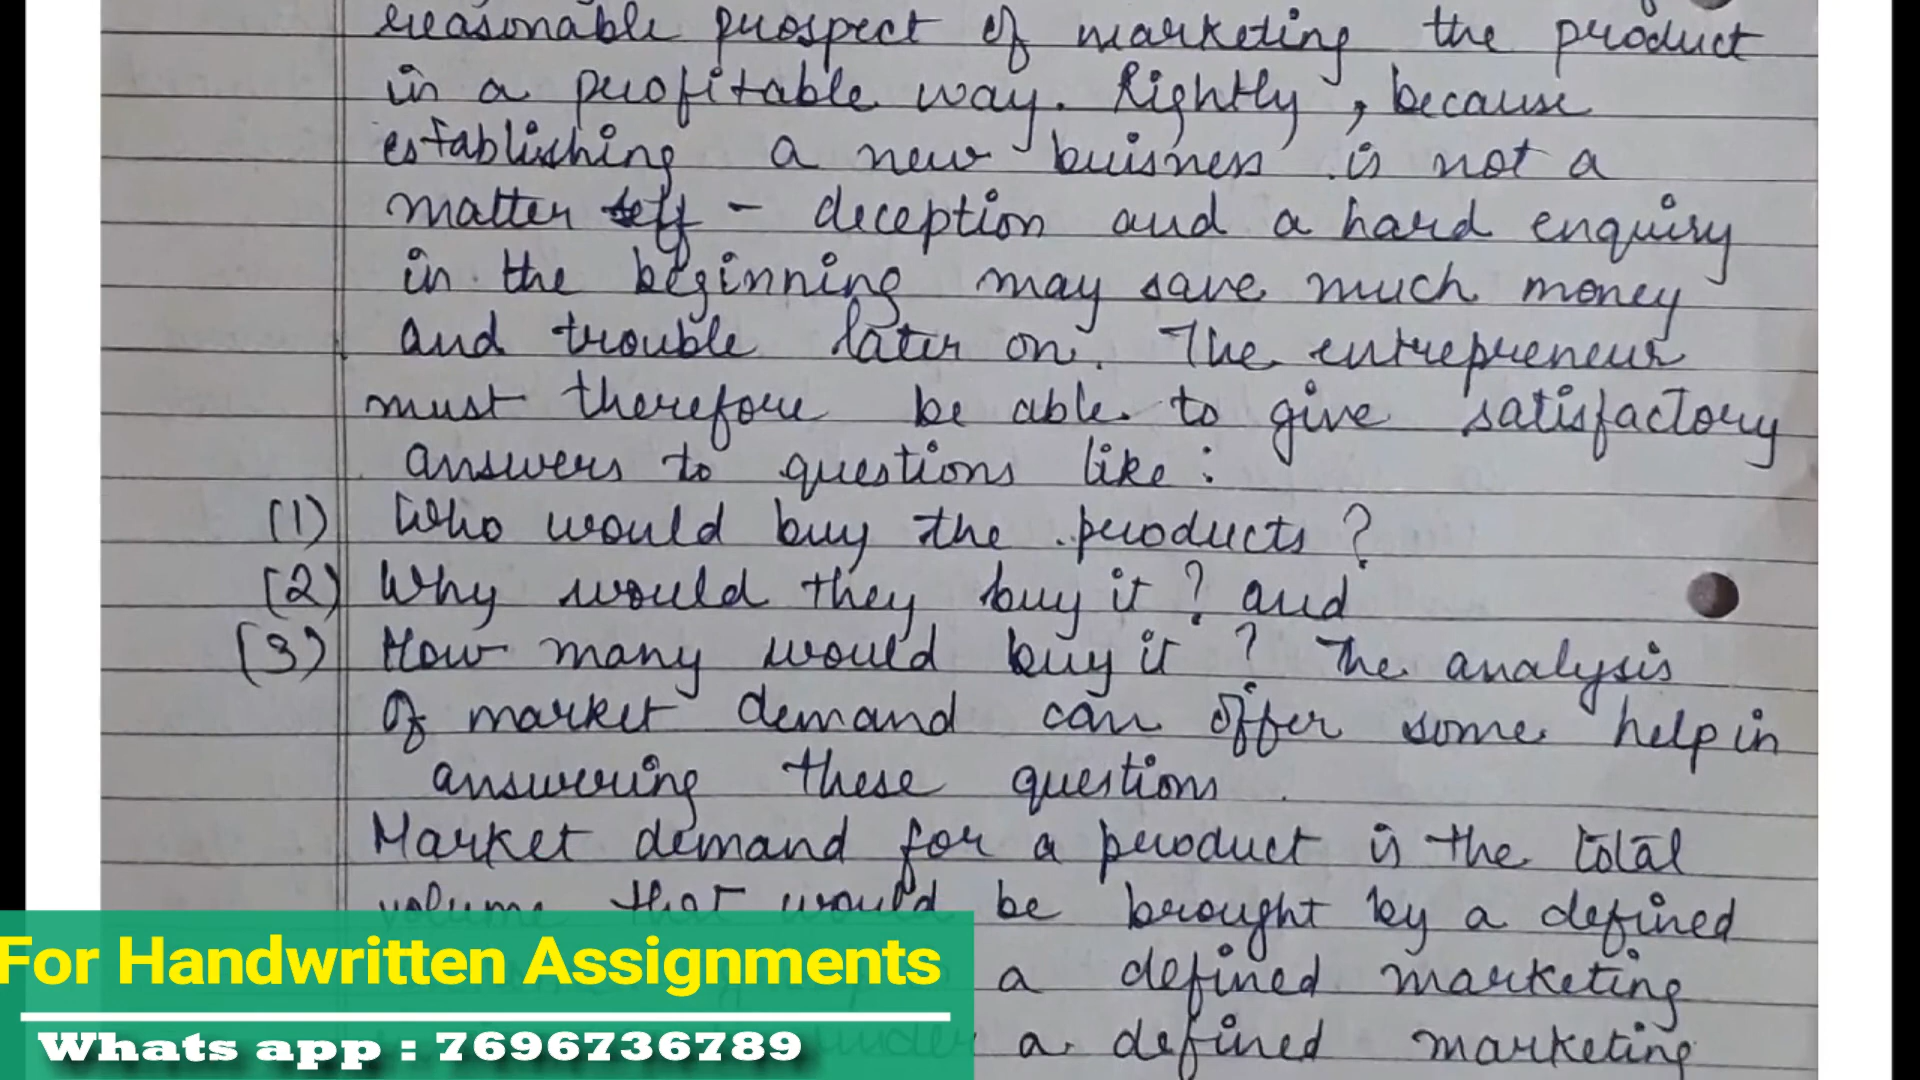 reasonable prospect of marketing the product
in a profitable way. Rightly, because
establishing a new buisness is not a
matter - deception and a hard enquiry
in the beginning may save much money
and trouble later on. The entrepreneur
must therefore be able to give satisfactory
answers to questions like:
(1) Who would buy the products?
(2) Why would they buy it? and
(3) How many would buy it? The analysis
of market demand can offer some help in
answering these questions.
Market demand for a product is the total
volume that would be brought by a defined
a defined marketing
under a defined marketing
For Handwritten Assignments
Whats app : 7696736789